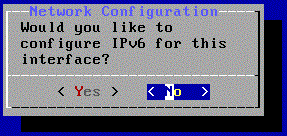 Network Configuration
Would you like to
configure IPv6 for this
interface?
< Yes > < No >